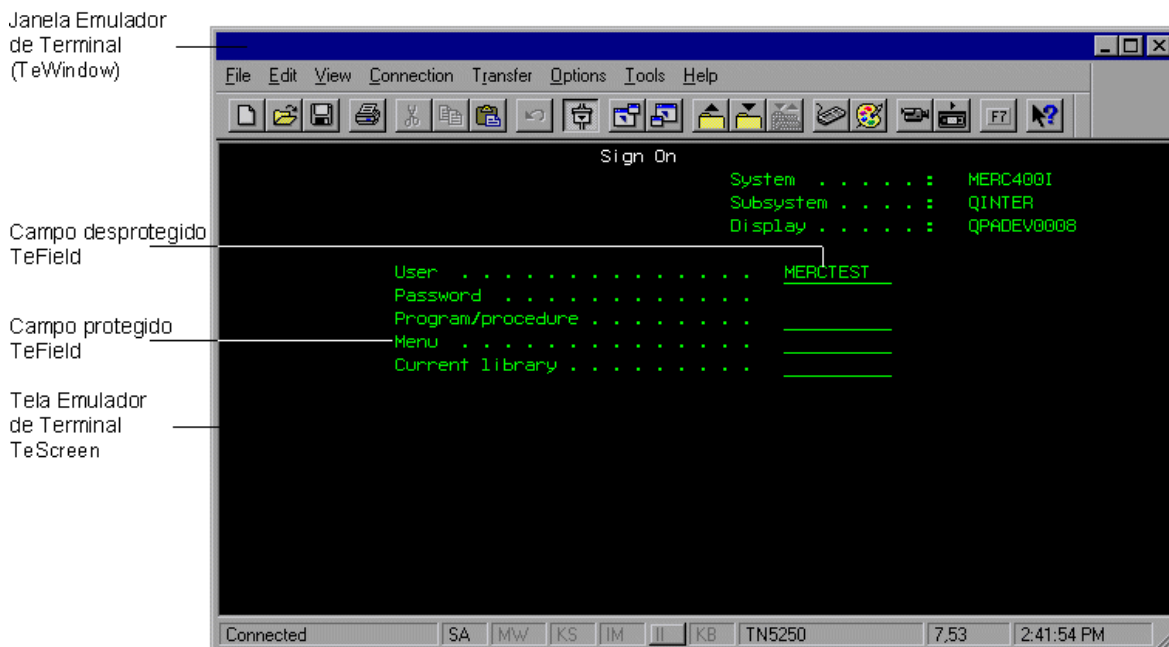 Janela Emulador
de Terminal
(TeWindow)
File Edit View Connection Transfer Options Tools Help
F7
Sign On
System . . . . . : MERC400I
Subsystem . . . . : QINTER
Display . . . . . : QPADEV0008
Campo desprotegido
TeField
User . . . . . . . . . . . . . . MERCTEST
Password . . . . . . . . . . . .
Program/procedure . . . . . . . .
Campo protegido
TeField
Menu . . . . . . . . . . . . . .
Current library . . . . . . . . .
Tela Emulador
de Terminal
TeScreen
Connected SA MW KS IM II KB TN5250 7,53 2:41:54 PM